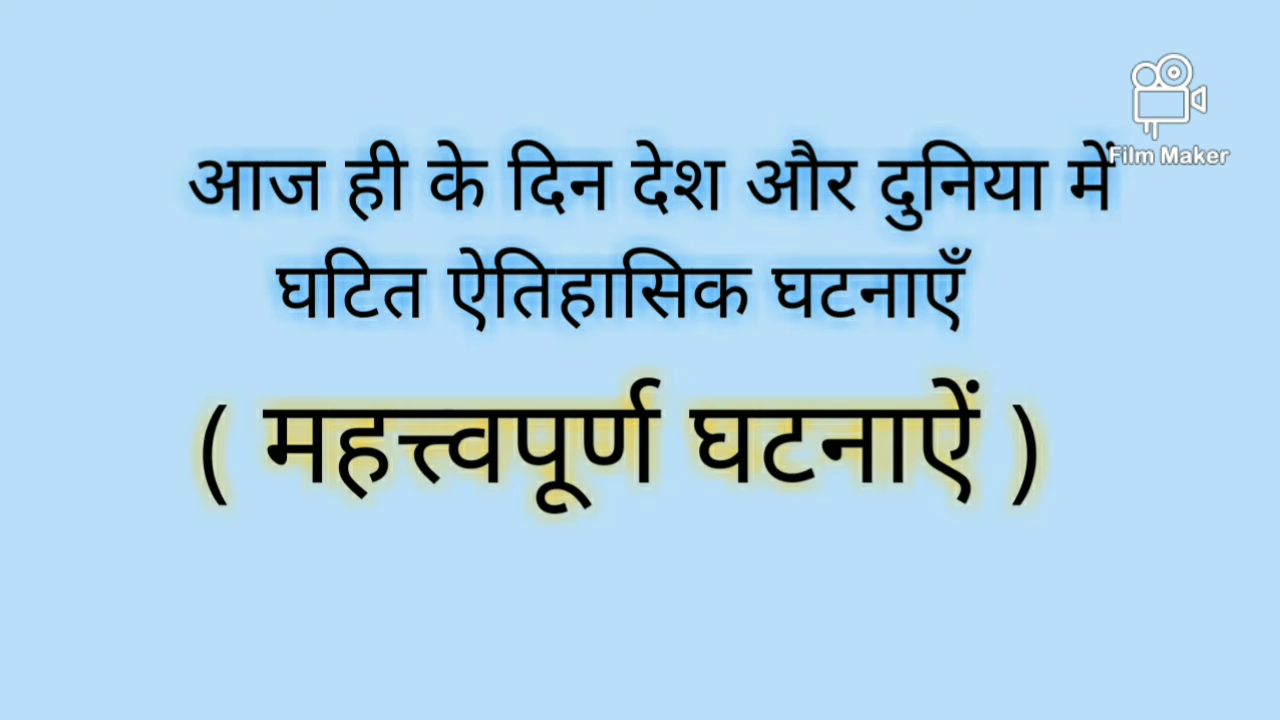 आज ही के दिन देश और दुनिया में
घटित ऐतिहासिक घटनाएँ
( महत्त्वपूर्ण घटनाऐं )
Film Maker